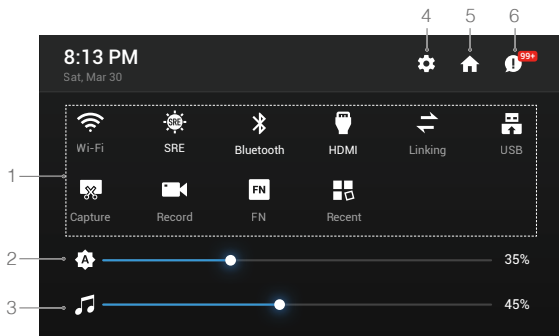 4 5 6
8:13 PM
Sat, Mar 30
99+
SRE
Wi-Fi SRE Bluetooth HDMI Linking USB
1
FN
Capture Record FN Recent
2 A 35%
3 45%